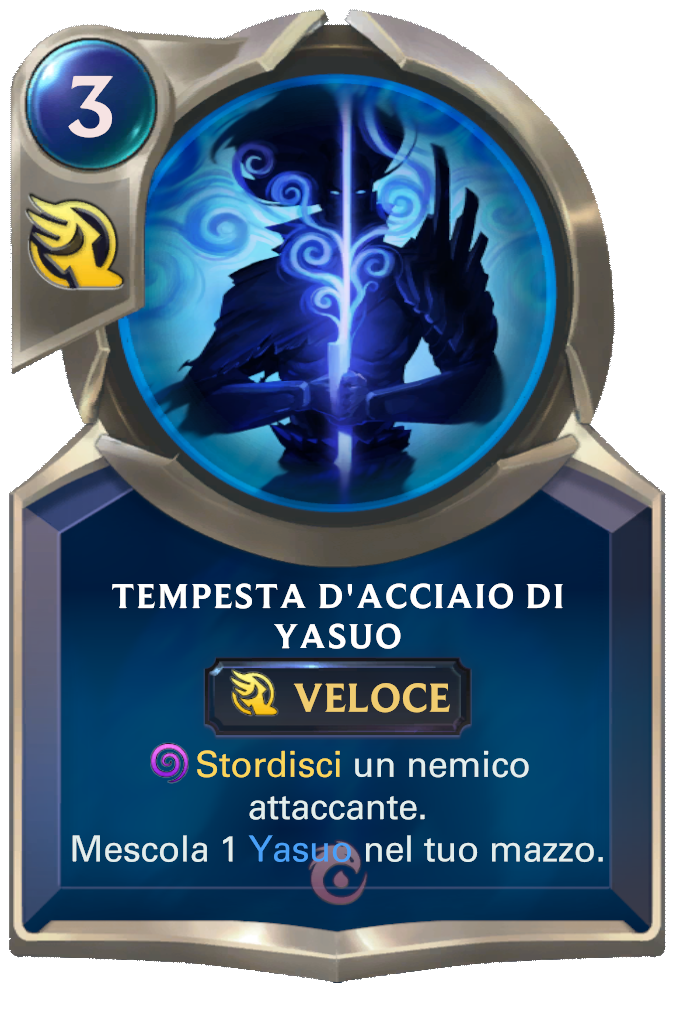 3
TEMPESTA D'ACCIAIO DI
YASUO
VELOCE
Stordisci un nemico
attaccante.
Mescola 1 Yasuo nel tuo mazzo.